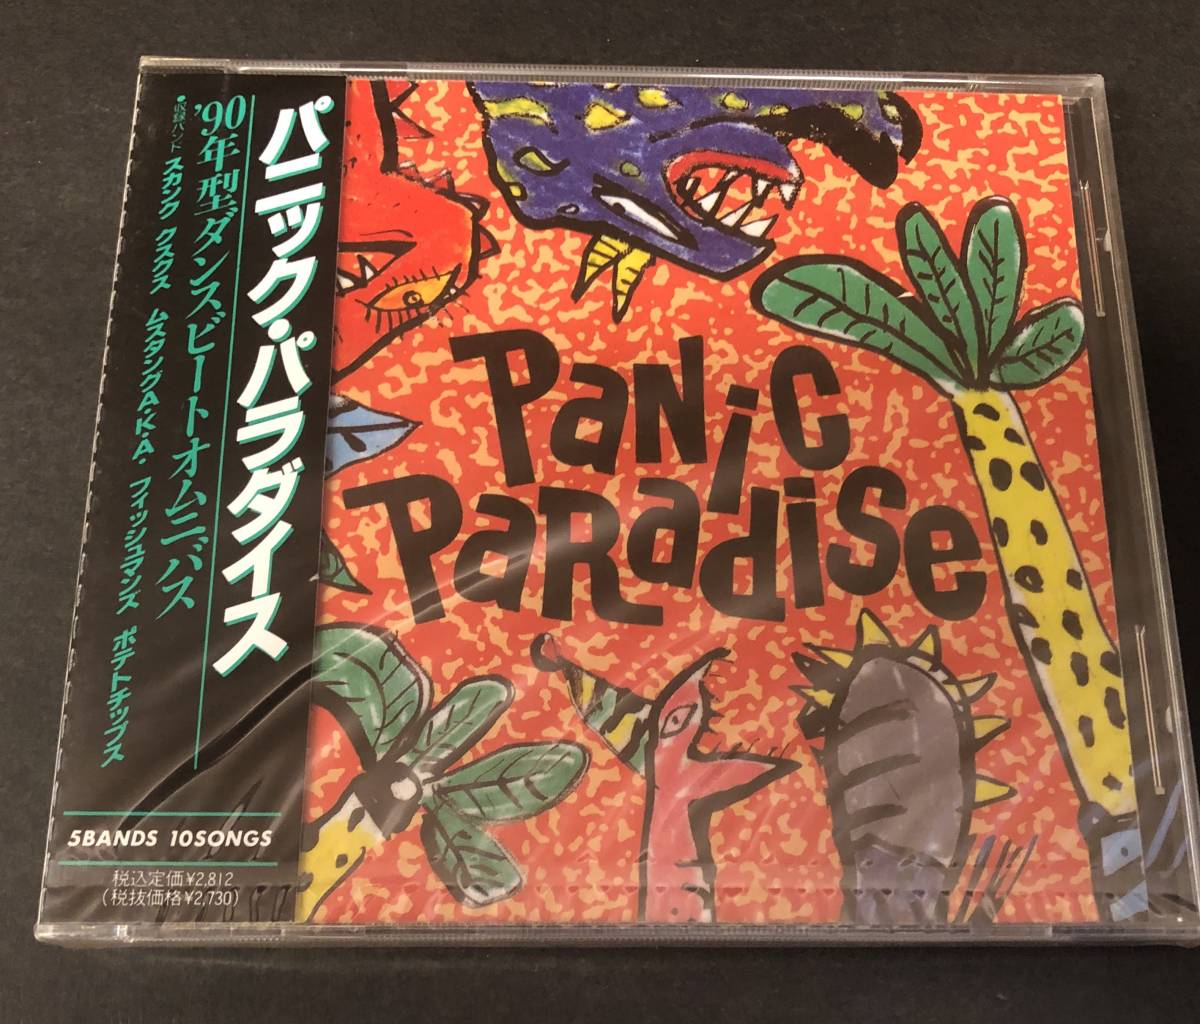 パニック・パラダイス
'90年型ダンスビートオムニバス
●収録バンド スカンク クスクス ムスタングA・K・A・ フィッシュマンズ ポテトチップス
5BANDS 10SONGS
税込定価¥2,812
(税抜価格¥2,730)
Panic
Paradise